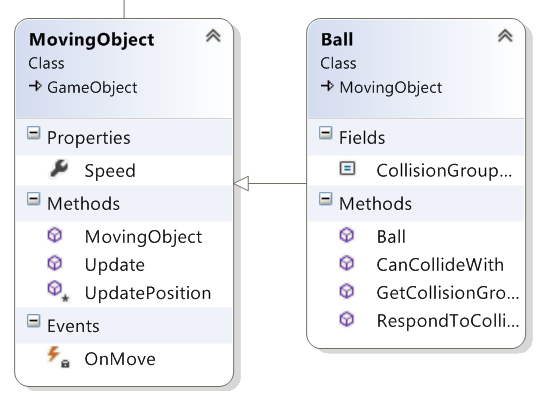 MovingObject
Class
GameObject
Properties
Speed
Methods
MovingObject
Update
UpdatePosition
Events
OnMove
Ball
Class
MovingObject
Fields
CollisionGroup...
Methods
Ball
CanCollideWith
GetCollisionGro...
RespondToColli...